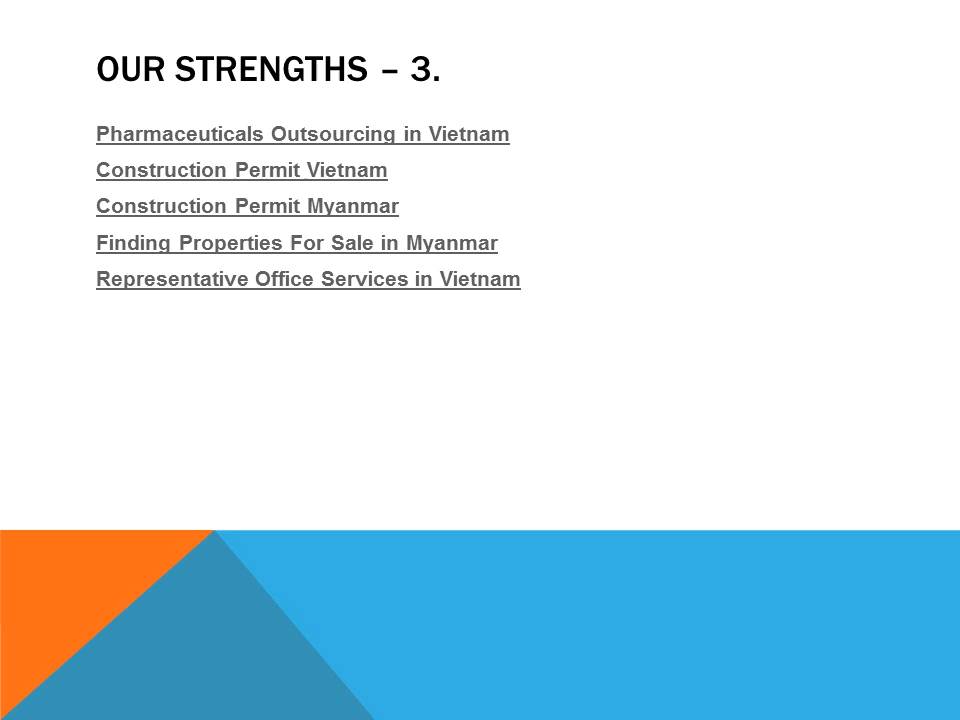 OUR STRENGTHS – 3.
Pharmaceuticals Outsourcing in Vietnam
Construction Permit Vietnam
Construction Permit Myanmar
Finding Properties For Sale in Myanmar
Representative Office Services in Vietnam